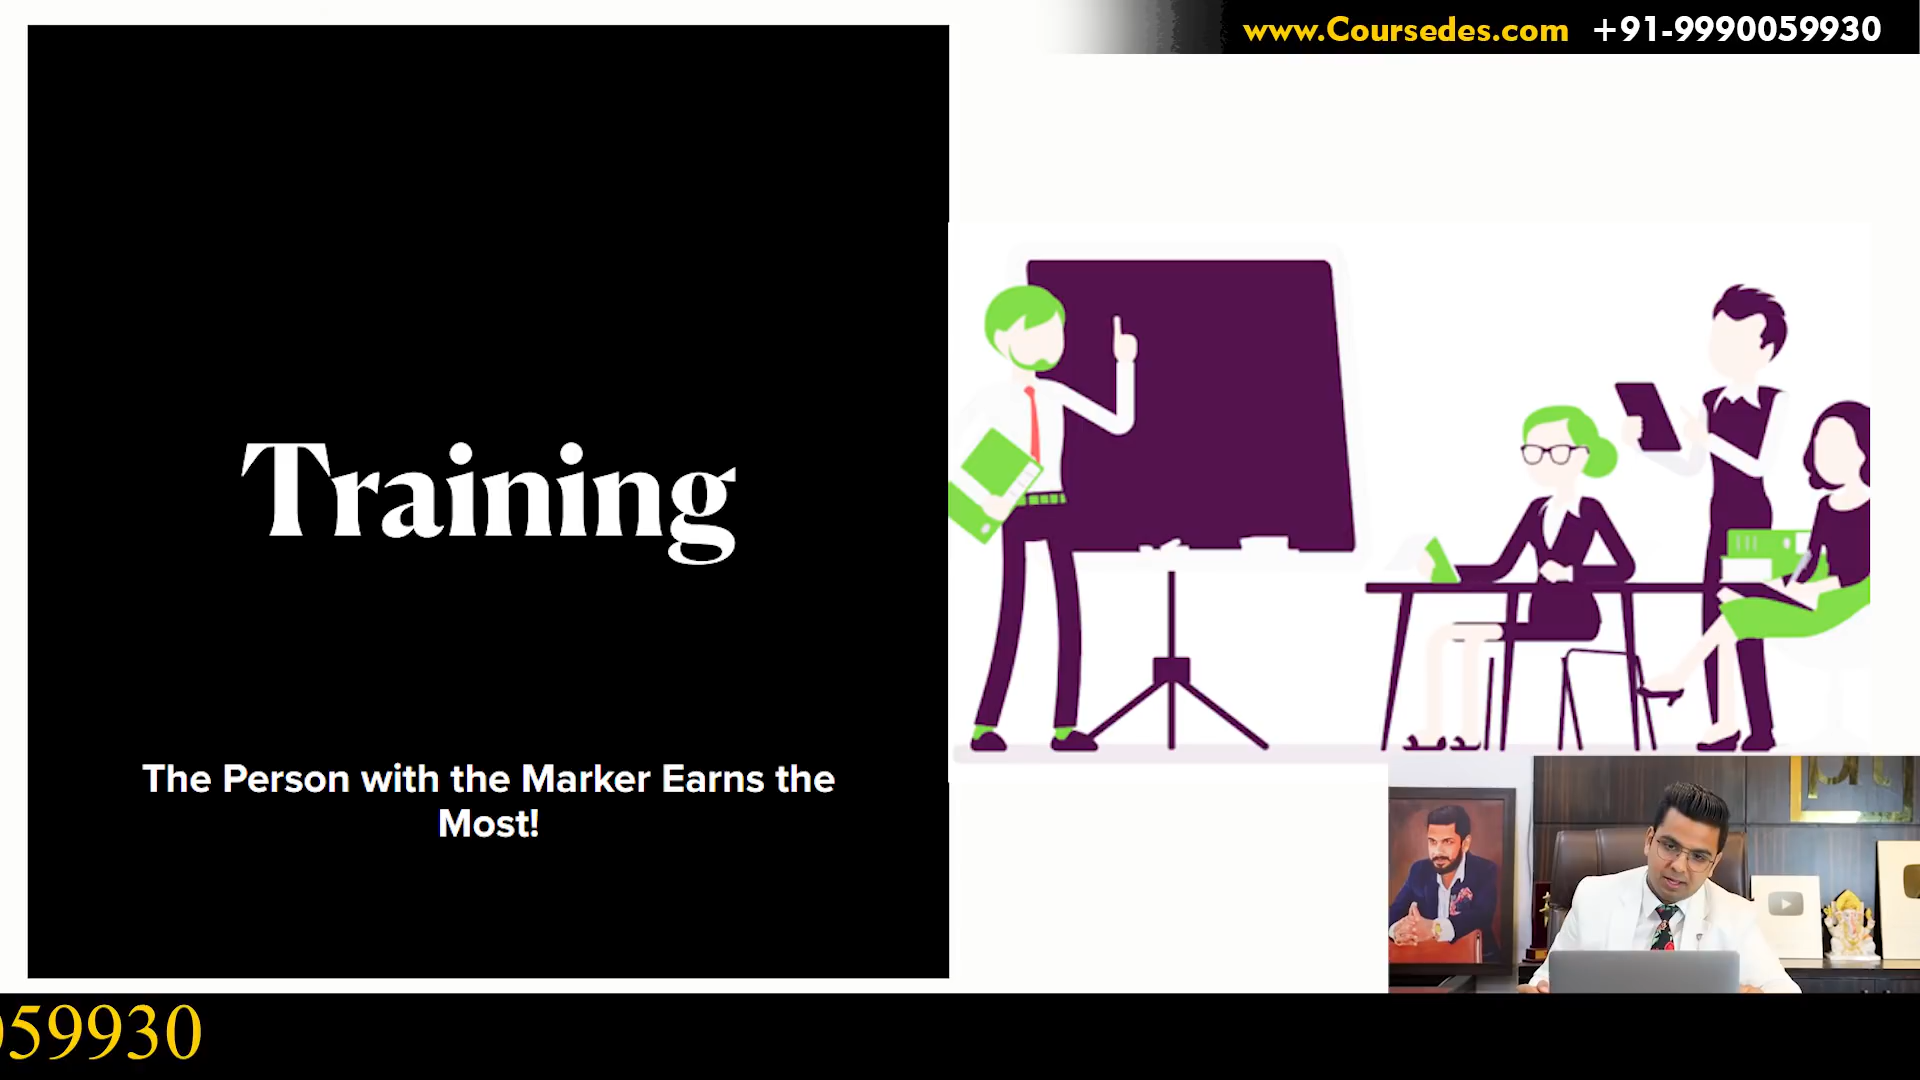 www.Coursedes.com +91-9990059930
Training
The Person with the Marker Earns the
Most!
59930